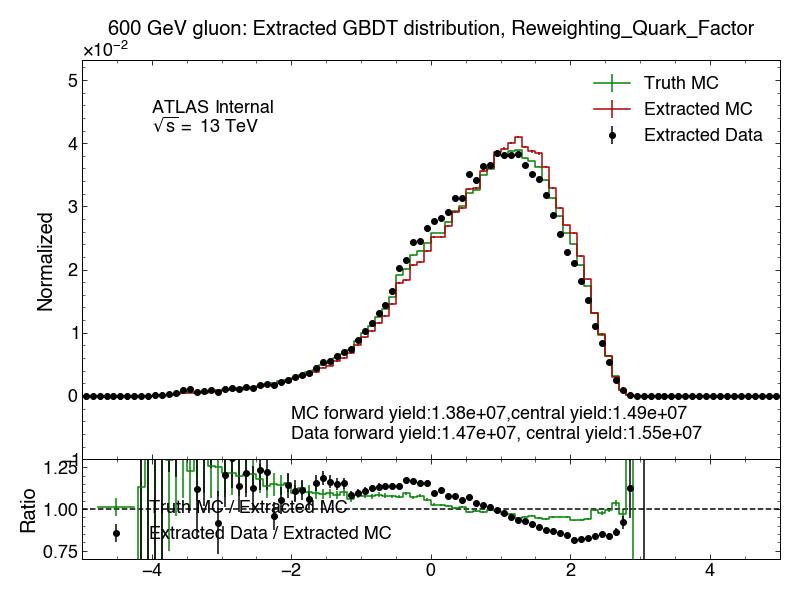 600 GeV gluon: Extracted GBDT distribution, Reweighting_Quark_Factor
×10⁻²
ATLAS Internal
√s = 13 TeV
Truth MC
Extracted MC
Extracted Data
Normalized
5
4
3
2
1
0
MC forward yield:1.38e+07,central yield:1.49e+07
Data forward yield:1.47e+07, central yield:1.55e+07
1
Ratio
1.25
1.00
0.75
Truth MC / Extracted MC
Extracted Data / Extracted MC
−4 −2 0 2 4